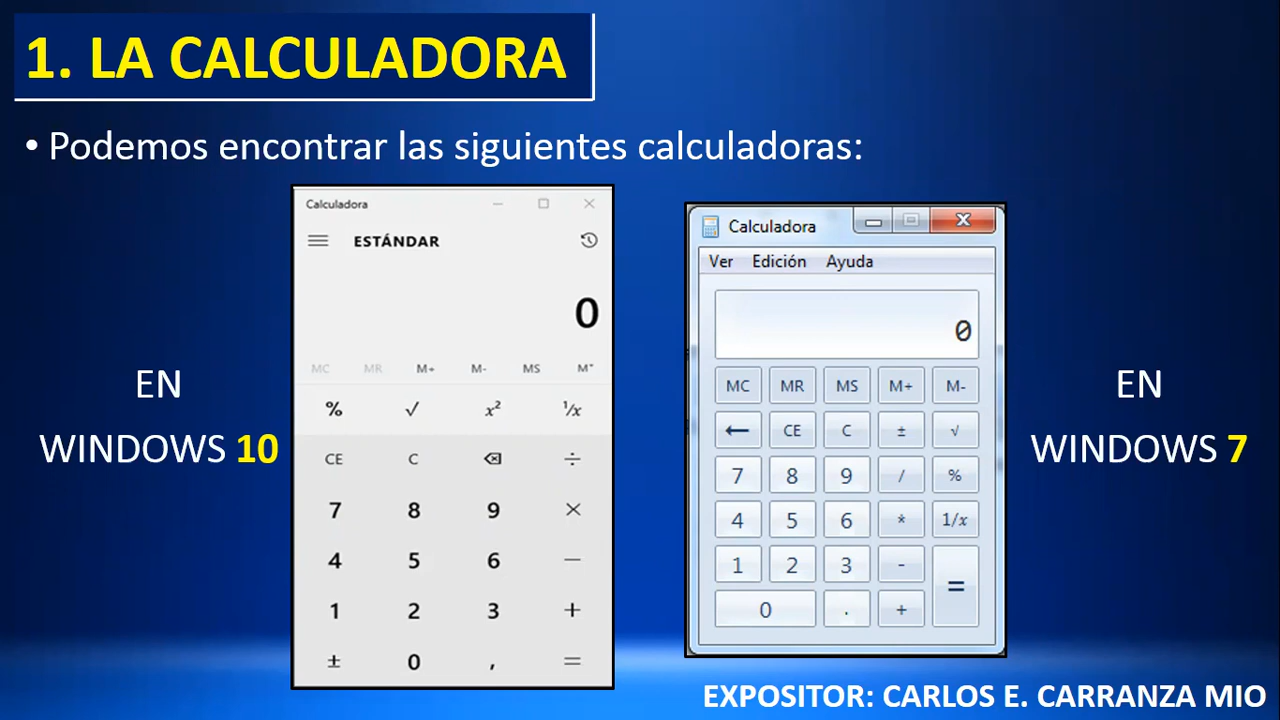 1. LA CALCULADORA
• Podemos encontrar las siguientes calculadoras:
EN
WINDOWS 10
Calculadora
ESTÁNDAR
0
MC MR M+ M- MS M˅
% √ x² ¹/x
CE C ⌫ ÷
7 8 9 ×
4 5 6 −
1 2 3 +
± 0 , =
Calculadora
Ver Edición Ayuda
0
MC MR MS M+ M-
← CE C ± √
7 8 9 / %
4 5 6 * 1/x
1 2 3 - =
0 . +
EN
WINDOWS 7
EXPOSITOR: CARLOS E. CARRANZA MIO